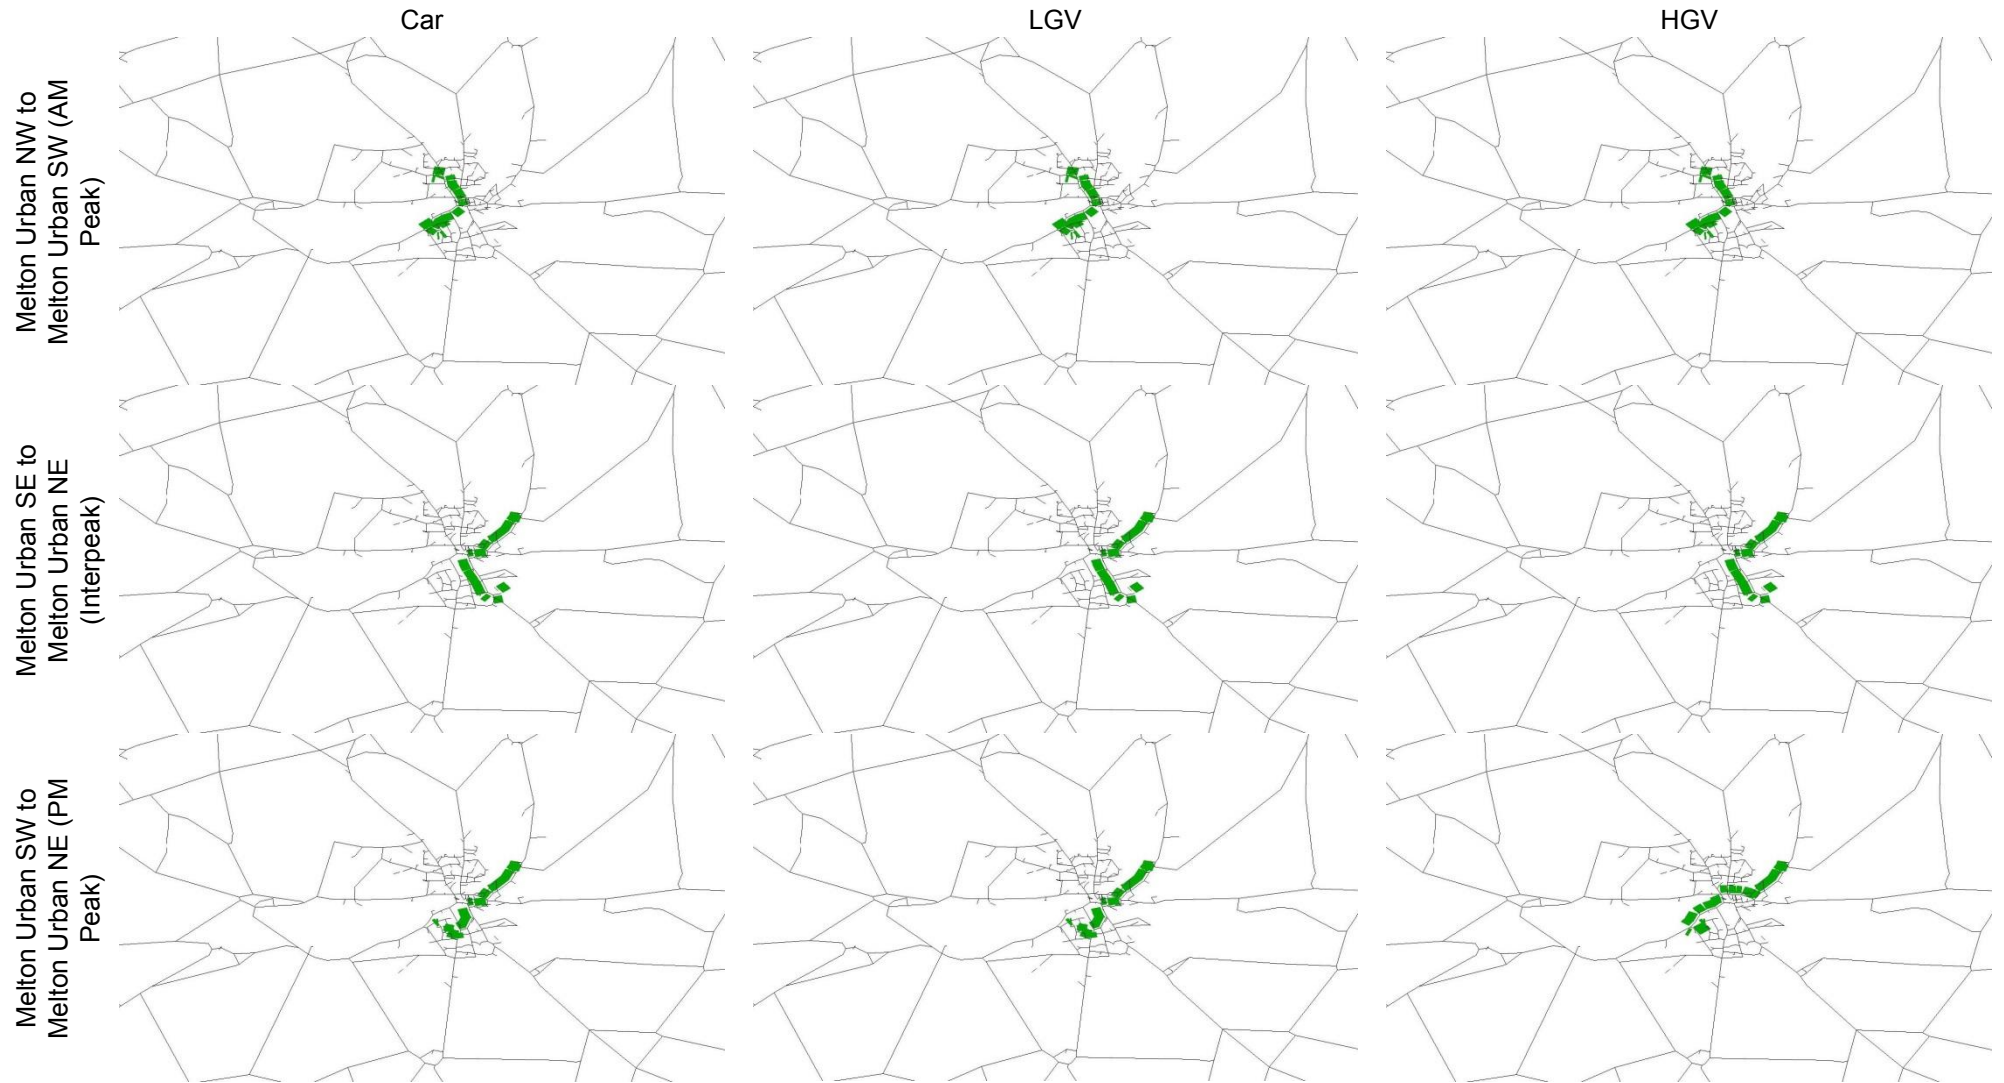 Car
LGV
HGV
Melton Urban NW to
Melton Urban SW (AM
Peak)
Melton Urban SE to
Melton Urban NE
(Interpeak)
Melton Urban SW to
Melton Urban NE (PM
Peak)